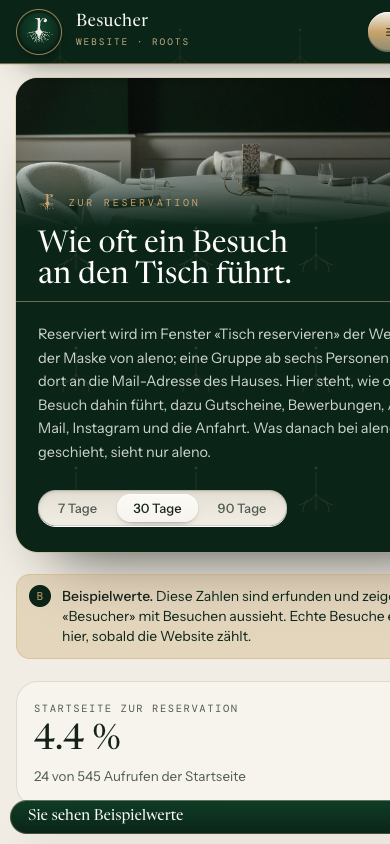 r
Besucher
WEBSITE · ROOTS
r ZUR RESERVATION
Wie oft ein Besuch
an den Tisch führt.
Reserviert wird im Fenster «Tisch reservieren» der
der Maske von aleno; eine Gruppe ab sechs Personen
dort an die Mail-Adresse des Hauses. Hier steht, wie
Besuch dahin führt, dazu Gutscheine, Bewerbungen,
Mail, Instagram und die Anfahrt. Was danach bei
geschieht, sieht nur aleno.
7 Tage 30 Tage 90 Tage
B Beispielwerte. Diese Zahlen sind erfunden und
«Besucher» mit Besuchen aussieht. Echte Besuche
hier, sobald die Website zählt.
STARTSEITE ZUR RESERVATION
4.4 %
24 von 545 Aufrufen der Startseite
Sie sehen Beispielwerte